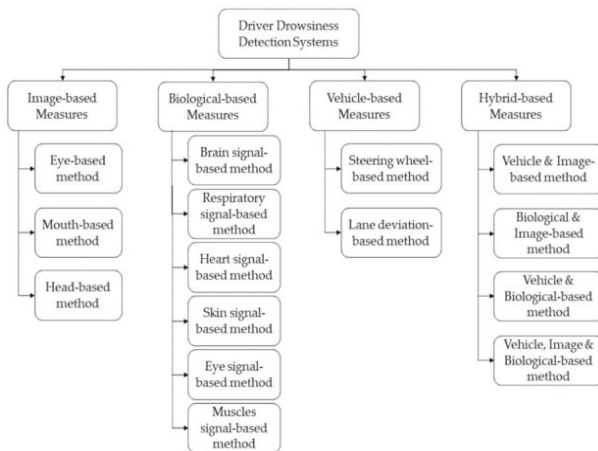 Driver Drowsiness
Detection Systems
Image-based
Measures
Biological-based
Measures
Vehicle-based
Measures
Hybrid-based
Measures
Eye-based
method
Mouth-based
method
Head-based
method
Brain signal-
based method
Respiratory
signal-based method
Heart signal-
based method
Skin signal-
based method
Eye signal-
based method
Muscles
signal-based method
Steering wheel-
based method
Lane deviation-
based method
Vehicle & Image-
based method
Biological &
Image-based
method
Vehicle &
Biological-based
method
Vehicle, Image &
Biological-based
method